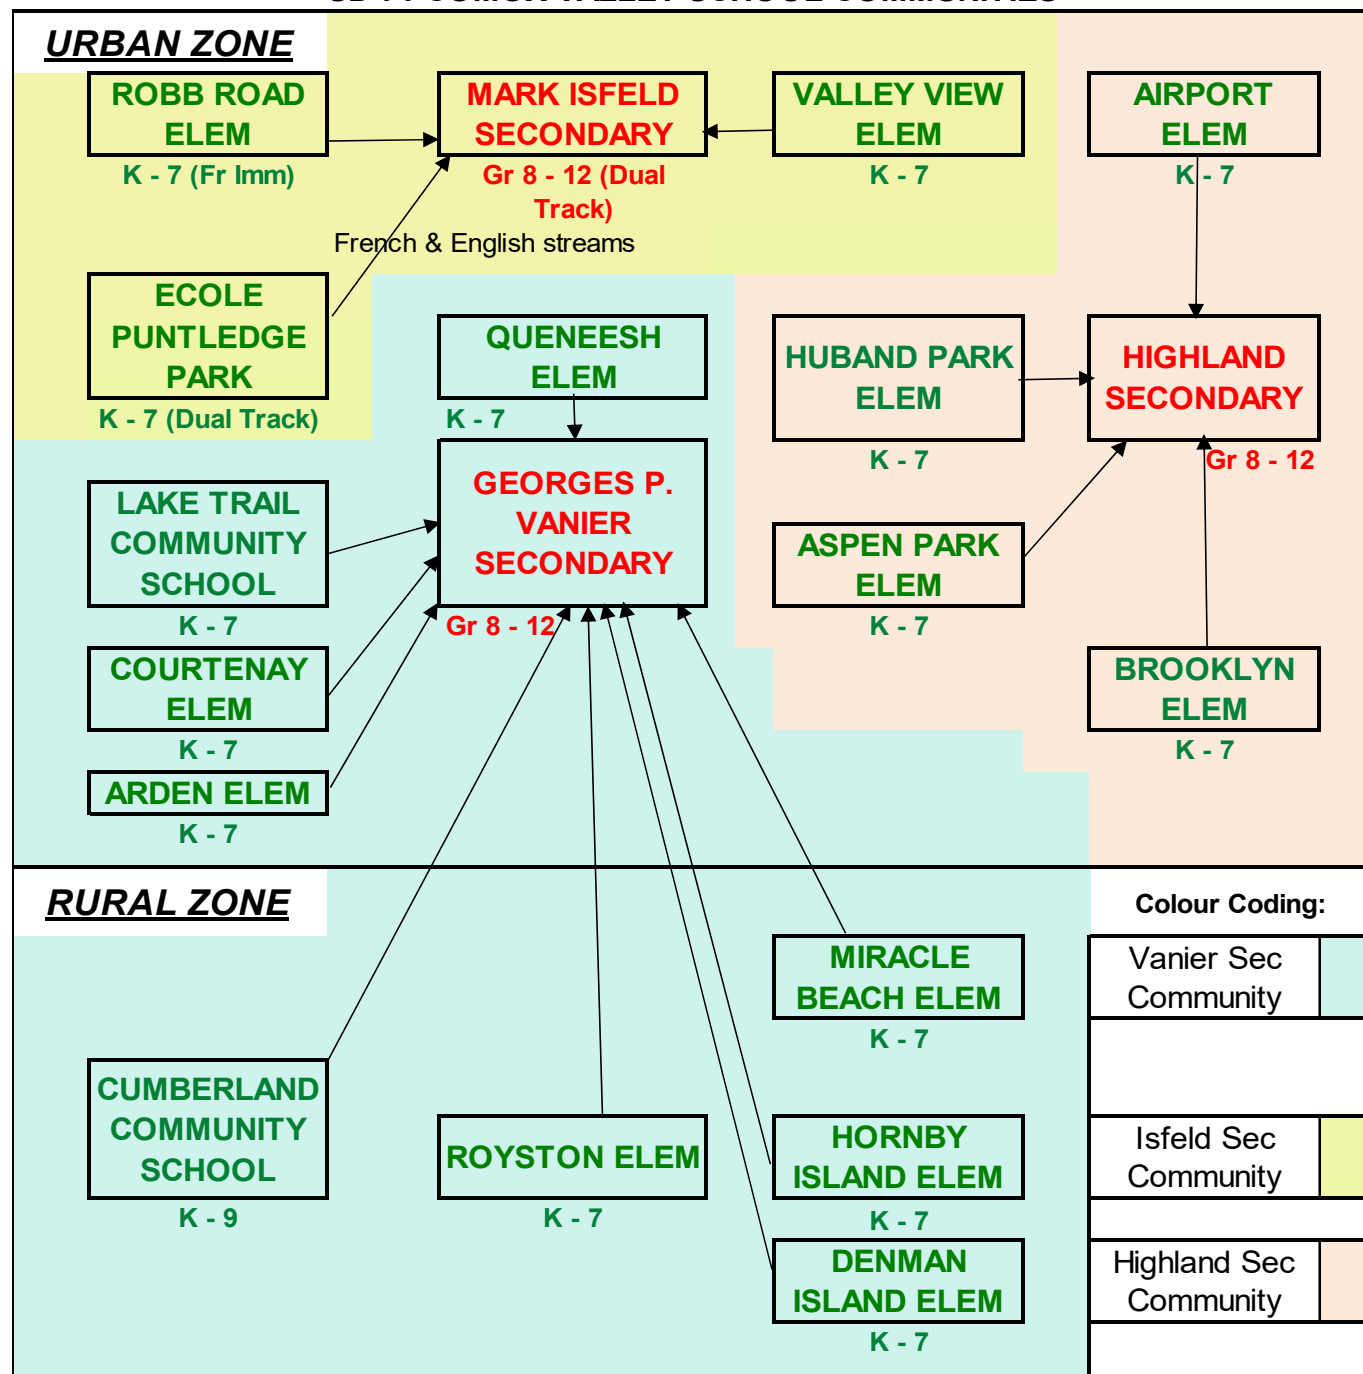 URBAN ZONE
ROBB ROAD
ELEM
K - 7 (Fr Imm)
MARK ISFELD
SECONDARY
Gr 8 - 12 (Dual
Track)
French & English streams
VALLEY VIEW
ELEM
K - 7
AIRPORT
ELEM
K - 7
ECOLE
PUNTLEDGE
PARK
K - 7 (Dual Track)
QUENEESH
ELEM
K - 7
HUBAND PARK
ELEM
K - 7
HIGHLAND
SECONDARY
Gr 8 - 12
LAKE TRAIL
COMMUNITY
SCHOOL
K - 7
GEORGES P.
VANIER
SECONDARY
Gr 8 - 12
ASPEN PARK
ELEM
K - 7
COURTENAY
ELEM
K - 7
BROOKLYN
ELEM
K - 7
ARDEN ELEM
K - 7
RURAL ZONE
Colour Coding:
MIRACLE
BEACH ELEM
K - 7
Vanier Sec
Community
CUMBERLAND
COMMUNITY
SCHOOL
K - 9
ROYSTON ELEM
K - 7
HORNBY
ISLAND ELEM
K - 7
Isfeld Sec
Community
DENMAN
ISLAND ELEM
K - 7
Highland Sec
Community